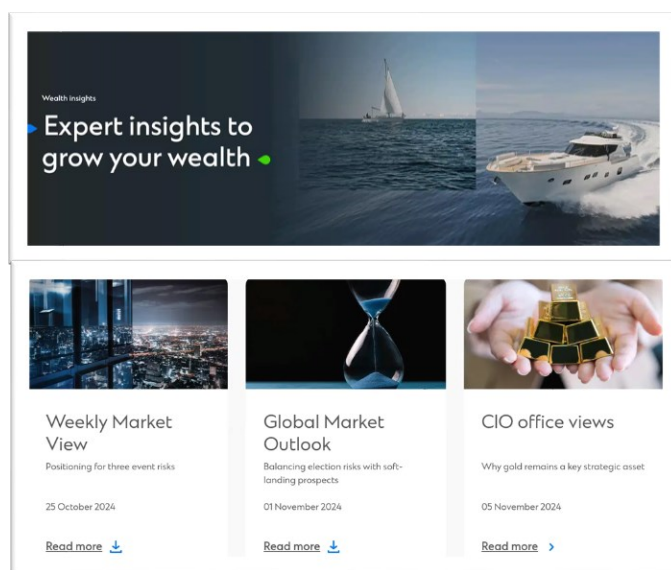 Wealth insights
Expert insights to
grow your wealth
Weekly Market
View
Positioning for three event risks
25 October 2024
Read more
Global Market
Outlook
Balancing election risks with soft-
landing prospects
01 November 2024
Read more
CIO office views
Why gold remains a key strategic asset
05 November 2024
Read more